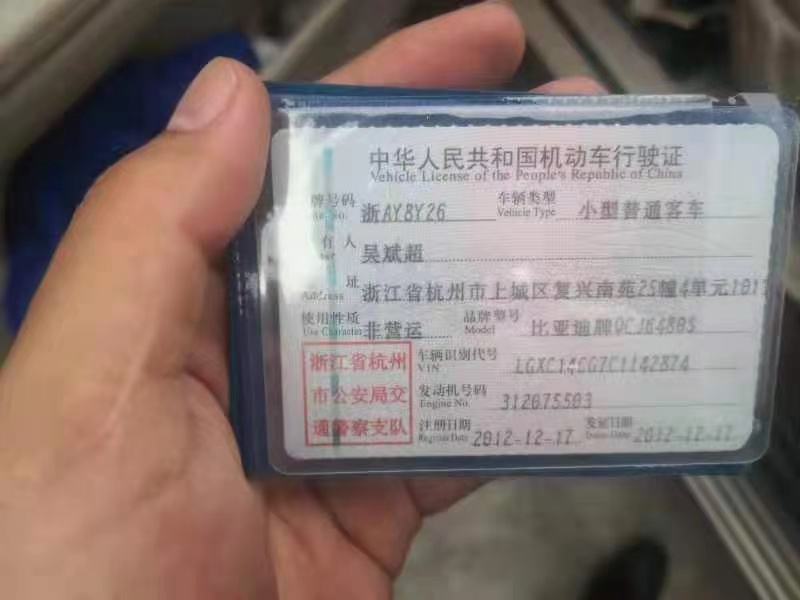 中华人民共和国机动车行驶证
Vehicle License of the People's Republic of China
牌号码 浙AY8Y26 车辆类型 小型普通客车
No. Vehicle Type
有人 吴斌超
址 浙江省杭州市上城区复兴南苑25幢4单元101
Address
使用性质 非营运 品牌型号 比亚迪牌QCJ6480S
Use Character Model
浙江省杭州
市公安局交
通警察支队
车辆识别代号 LGXC14CG7C1142874
VIN
发动机号码 312075503
Engine No.
注册日期 2012-12-17 发证日期 2012-12-17
Register Date Issue Date